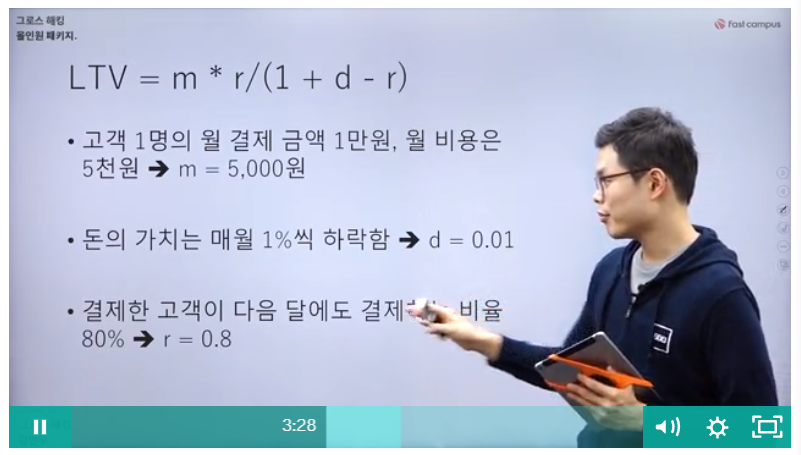 그로스 해킹
올인원 패키지.
Fast campus
LTV = m * r/(1 + d - r)
• 고객 1명의 월 결제 금액 1만원, 월 비용은
5천원 ➔ m = 5,000원
• 돈의 가치는 매월 1%씩 하락함 ➔ d = 0.01
• 결제한 고객이 다음 달에도 결제 비율
80% ➔ r = 0.8
3:28